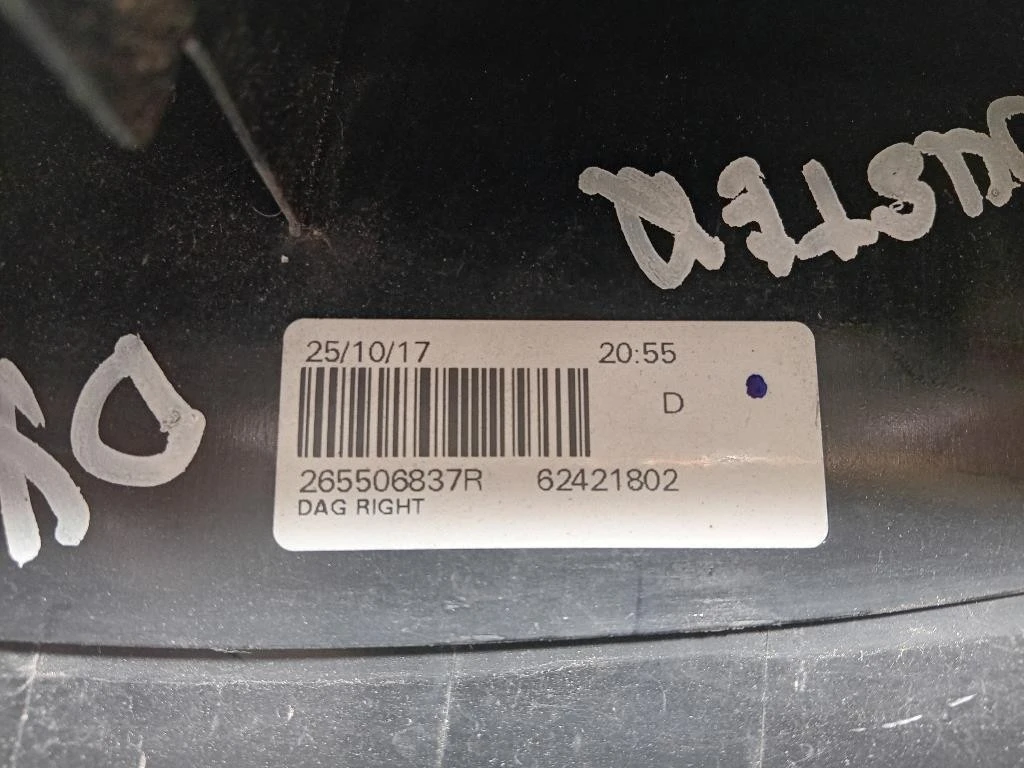 DUSTER
25/10/17 20:55
D
265506837R 62421802
DAG RIGHT